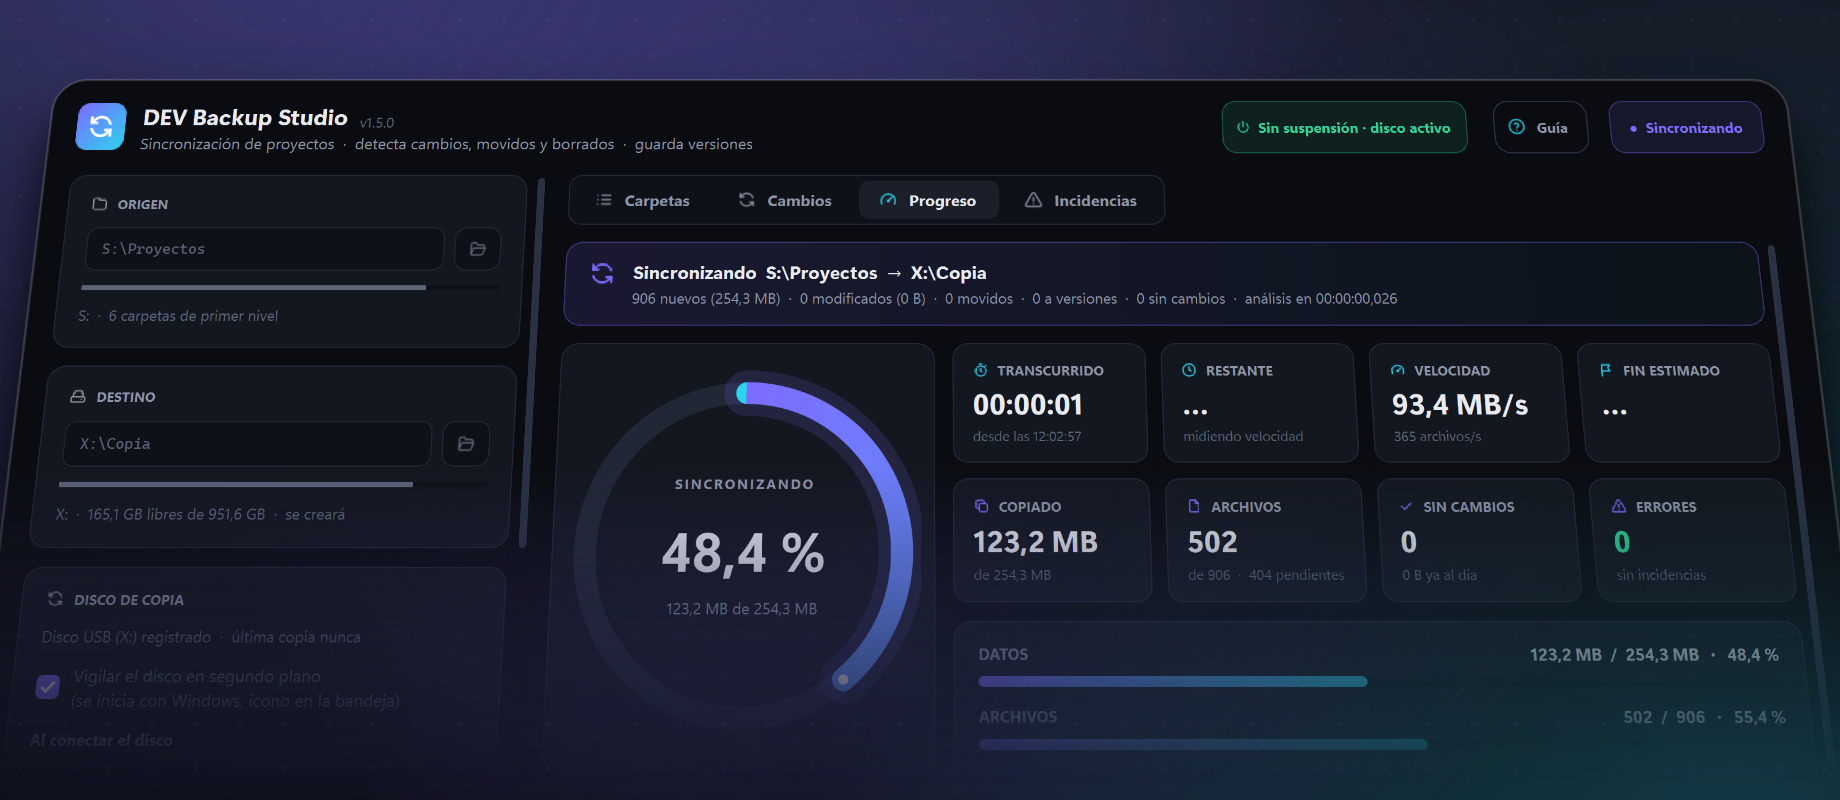 DEV Backup Studio v1.5.0
Sincronización de proyectos · detecta cambios, movidos y borrados · guarda versiones
Sin suspensión · disco activo
Guía
Sincronizando
ORIGEN
S:\Proyectos
S: · 6 carpetas de primer nivel
DESTINO
X:\Copia
X: · 165,1 GB libres de 951,6 GB · se creará
DISCO DE COPIA
Disco USB (X:) registrado · última copia nunca
Vigilar el disco en segundo plano
(se inicia con Windows, icono en la bandeja)
Al conectar el disco
Carpetas
Cambios
Progreso
Incidencias
Sincronizando S:\Proyectos → X:\Copia
906 nuevos (254,3 MB) · 0 modificados (0 B) · 0 movidos · 0 a versiones · 0 sin cambios · análisis en 00:00:00,026
SINCRONIZANDO
48,4 %
123,2 MB de 254,3 MB
TRANSCURRIDO
00:00:01
desde las 12:02:57
RESTANTE
...
midiendo velocidad
VELOCIDAD
93,4 MB/s
365 archivos/s
FIN ESTIMADO
...
COPIADO
123,2 MB
de 254,3 MB
ARCHIVOS
502
de 906 · 404 pendientes
SIN CAMBIOS
0
0 B ya al día
ERRORES
0
sin incidencias
DATOS
123,2 MB / 254,3 MB · 48,4 %
ARCHIVOS
502 / 906 · 55,4 %